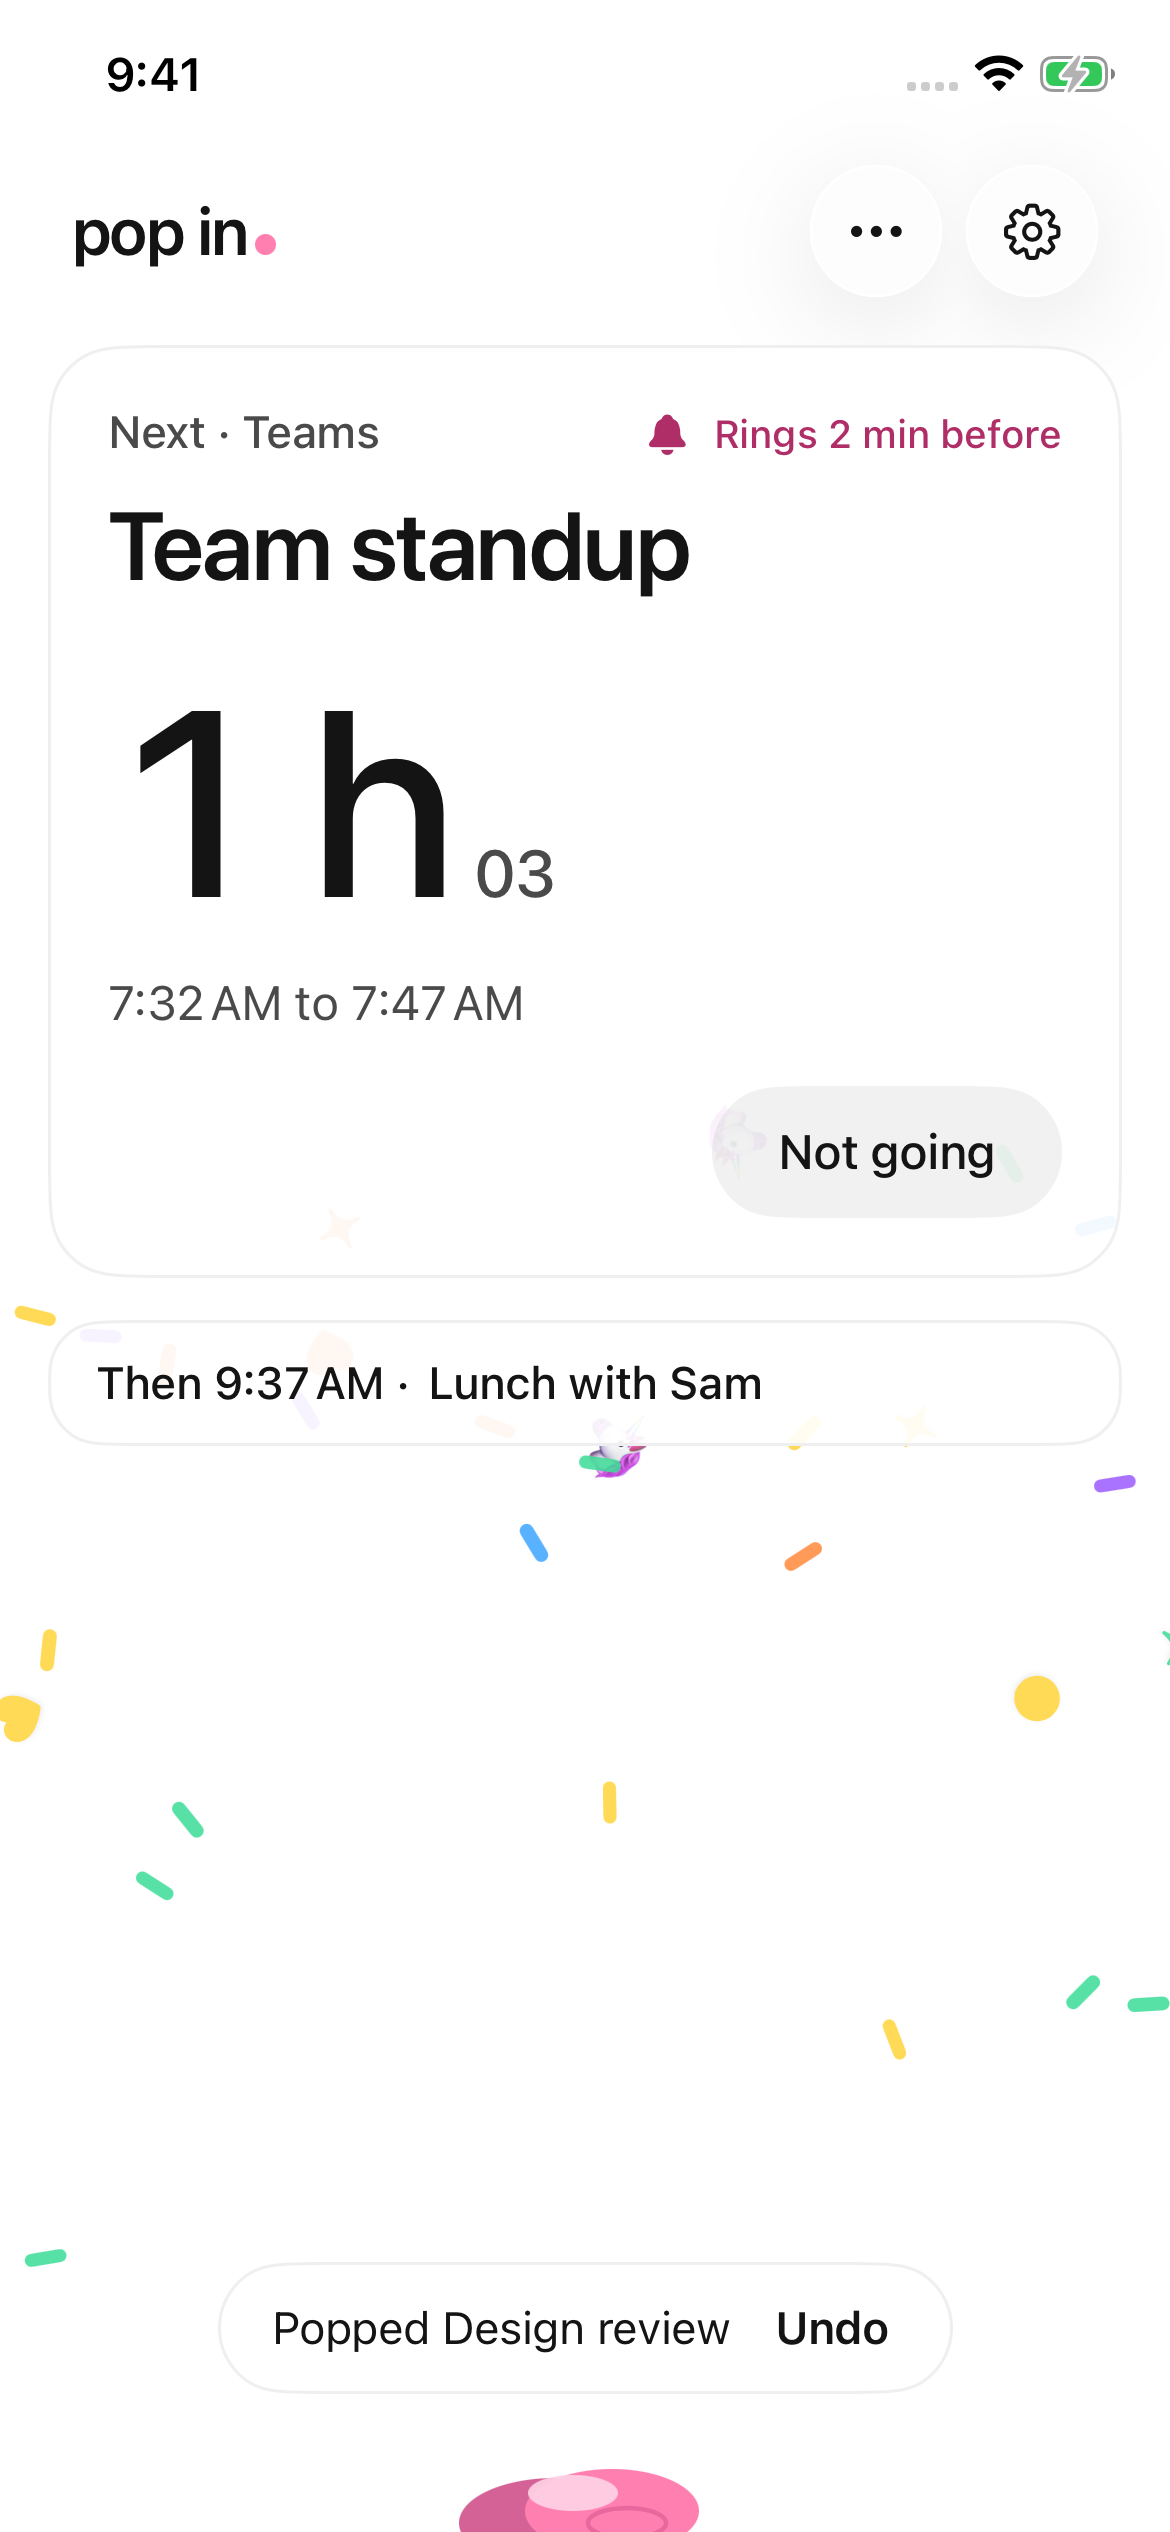 9:41
pop in
Next · Teams
Rings 2 min before
Team standup
1 h 03
7:32 AM to 7:47 AM
Not going
Then 9:37 AM · Lunch with Sam
Popped Design review Undo